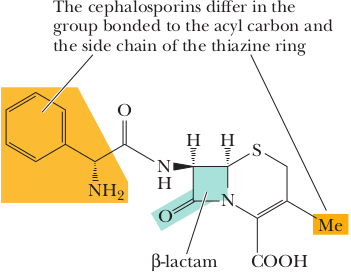 The cephalosporins differ in the
group bonded to the acyl carbon and
the side chain of the thiazine ring
O
H H
S
N
H
NH2
O
N
Me
COOH
β-lactam